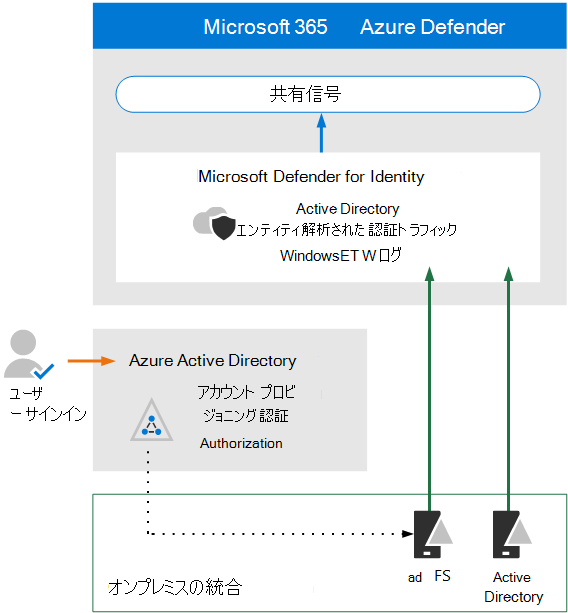 Microsoft 365 Azure Defender
共有信号
Microsoft Defender for Identity
Active Directory
エンティティ解析された認証トラフィック
WindowsET W ログ
Azure Active Directory
アカウント プロビ
ジョニング認証
Authorization
ユーザ
ー サインイン
オンプレミスの統合
ad FS
Active
Directory